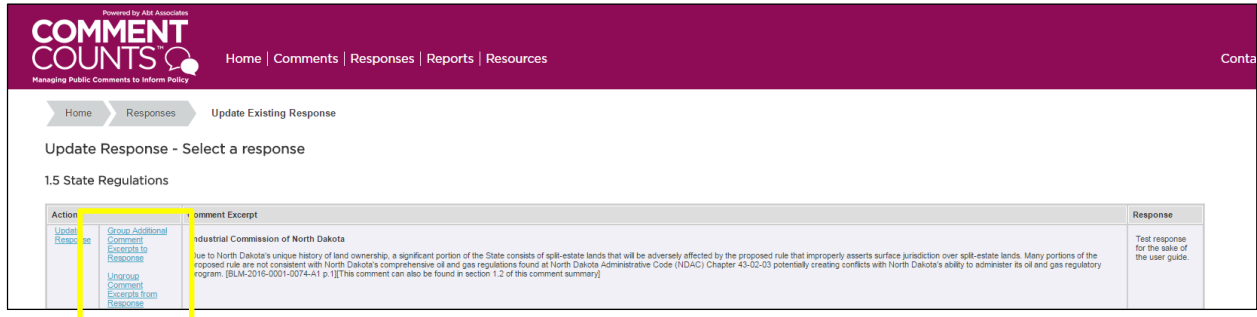 Powered by Abt Associates
COMMENT
COUNTS™
Managing Public Comments to Inform Policy
Home | Comments | Responses | Reports | Resources
Conta
Home
Responses
Update Existing Response
Update Response - Select a response
1.5 State Regulations
Action
Comment Excerpt
Response
Update
Response
Group Additional
Comment
Excerpts to
Response
Ungroup
Comment
Excerpts from
Response
Industrial Commission of North Dakota
Due to North Dakota's unique history of land ownership, a significant portion of the State consists of split-estate lands that will be adversely affected by the proposed rule that improperly asserts surface jurisdiction over split-estate lands. Many portions of the
proposed rule are not consistent with North Dakota's comprehensive oil and gas regulations found at North Dakota Administrative Code (NDAC) Chapter 43-02-03 potentially creating conflicts with North Dakota's ability to administer its oil and gas regulatory
program. [BLM-2016-0001-0074-A1 p.1][This comment can also be found in section 1.2 of this comment summary]
Test response
for the sake of
the user guide.